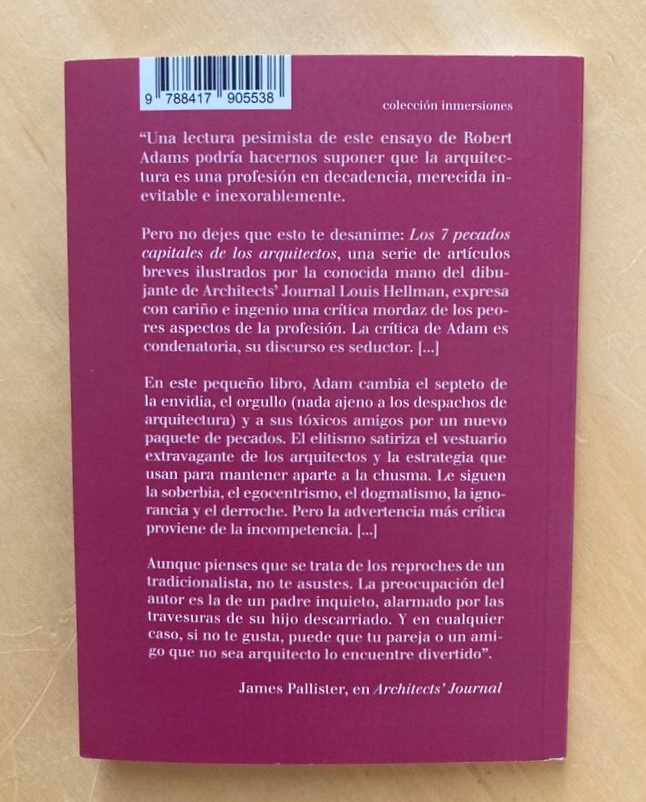 9 788417 905538
colección inmersiones
“Una lectura pesimista de este ensayo de Robert
Adams podría hacernos suponer que la arquitec-
tura es una profesión en decadencia, merecida in-
evitable e inexorablemente.
Pero no dejes que esto te desanime: Los 7 pecados
capitales de los arquitectos, una serie de artículos
breves ilustrados por la conocida mano del dibu-
jante de Architects’ Journal Louis Hellman, expresa
con cariño e ingenio una crítica mordaz de los peo-
res aspectos de la profesión. La crítica de Adam es
condenatoria, su discurso es seductor. [...]
En este pequeño libro, Adam cambia el septeto de
la envidia, el orgullo (nada ajeno a los despachos de
arquitectura) y a sus tóxicos amigos por un nuevo
paquete de pecados. El elitismo satiriza el vestuario
extravagante de los arquitectos y la estrategia que
usan para mantener aparte a la chusma. Le siguen
la soberbia, el egocentrismo, el dogmatismo, la igno-
rancia y el derroche. Pero la advertencia más crítica
proviene de la incompetencia. [...]
Aunque pienses que se trata de los reproches de un
tradicionalista, no te asustes. La preocupación del
autor es la de un padre inquieto, alarmado por las
travesuras de su hijo descarriado. Y en cualquier
caso, si no te gusta, puede que tu pareja o un ami-
go que no sea arquitecto lo encuentre divertido”.
James Pallister, en Architects’ Journal